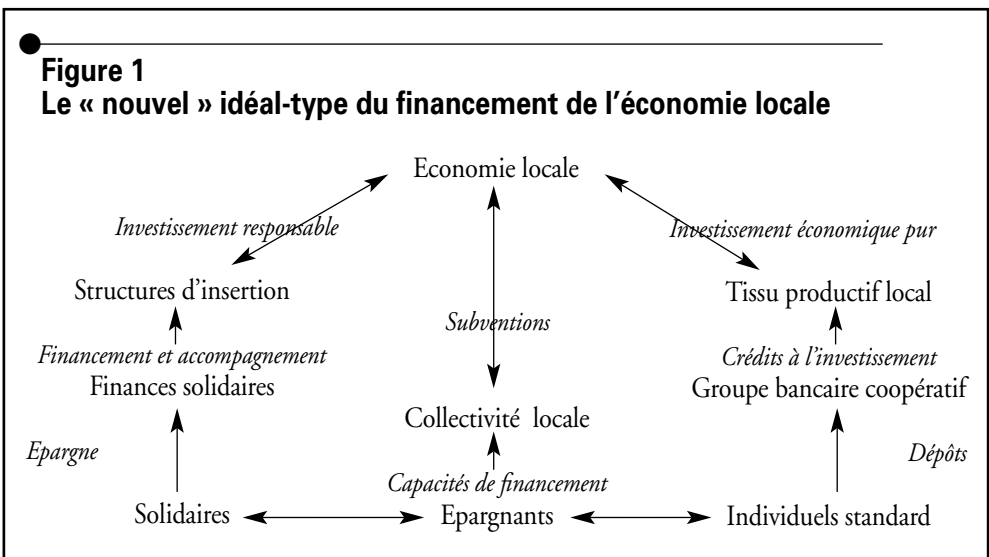 Figure 1
Le « nouvel » idéal-type du financement de l’économie locale
Economie locale
Investissement responsable
Investissement économique pur
Structures d’insertion
Tissu productif local
Subventions
Financement et accompagnement
Crédits à l’investissement
Finances solidaires
Groupe bancaire coopératif
Collectivité locale
Epargne
Dépôts
Capacités de financement
Solidaires
Epargnants
Individuels standard